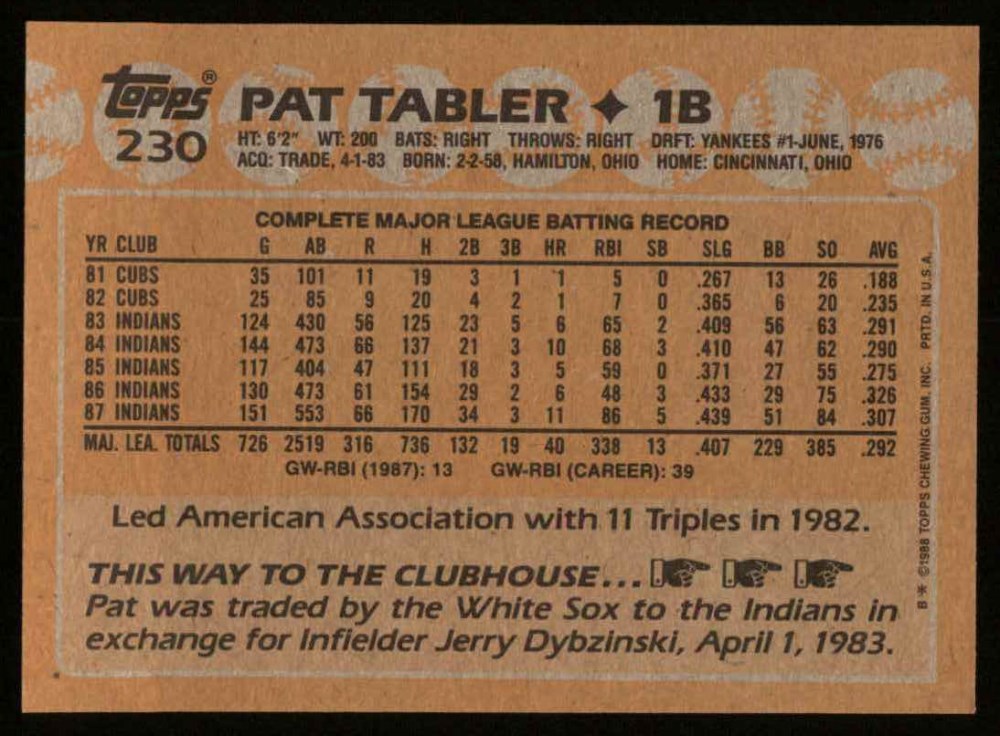 topps® PAT TABLER ✦ 1B
230
HT: 6'2" WT: 200 BATS: RIGHT THROWS: RIGHT DRFT: YANKEES #1-JUNE, 1976
ACQ: TRADE, 4-1-83 BORN: 2-2-58, HAMILTON, OHIO HOME: CINCINNATI, OHIO
COMPLETE MAJOR LEAGUE BATTING RECORD
YR CLUB G AB R H 2B 3B HR RBI SB SLG BB SO AVG
81 CUBS 35 101 11 19 3 1 1 5 0 .267 13 26 .188
82 CUBS 25 85 9 20 4 2 1 7 0 .365 6 20 .235
83 INDIANS 124 430 56 125 23 5 6 65 2 .409 56 63 .291
84 INDIANS 144 473 66 137 21 3 10 68 3 .410 47 62 .290
85 INDIANS 117 404 47 111 18 3 5 59 0 .371 27 55 .275
86 INDIANS 130 473 61 154 29 2 6 48 3 .433 29 75 .326
87 INDIANS 151 553 66 170 34 3 11 86 5 .439 51 84 .307
MAJ. LEA. TOTALS 726 2519 316 736 132 19 40 338 13 .407 229 385 .292
GW-RBI (1987): 13 GW-RBI (CAREER): 39
Led American Association with 11 Triples in 1982.
THIS WAY TO THE CLUBHOUSE...
Pat was traded by the White Sox to the Indians in
exchange for Infielder Jerry Dybzinski, April 1, 1983.
B✻ ©1988 TOPPS CHEWING GUM, INC. PRTD. IN U.S.A.